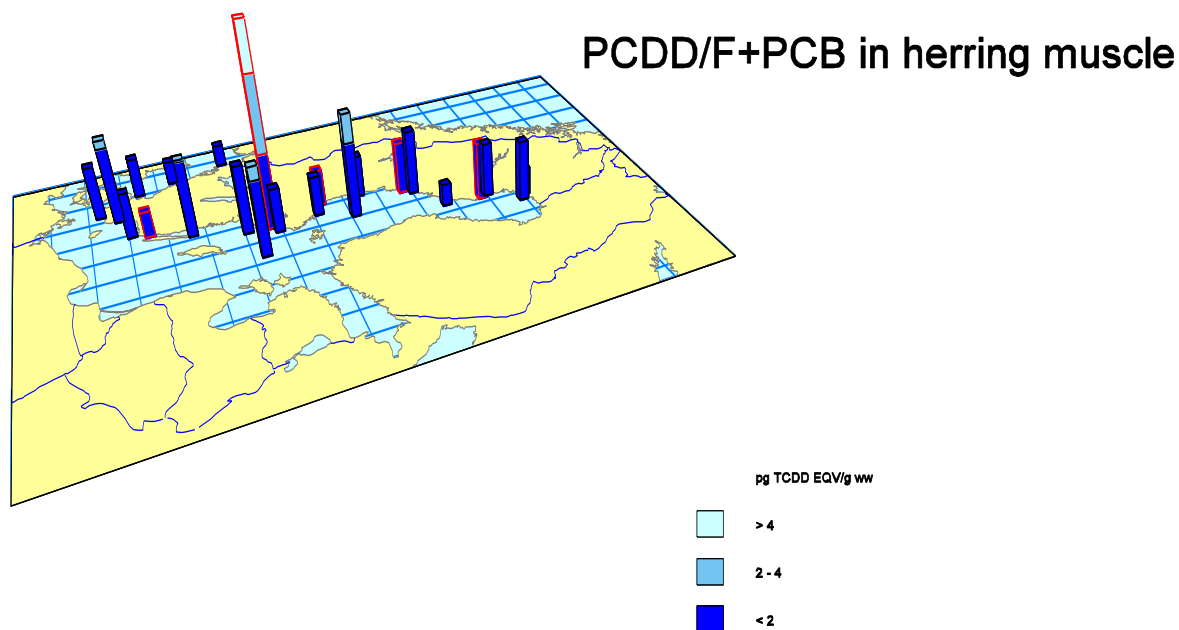 PCDD/F+PCB in herring muscle
pg TCDD EQV/g ww
> 4
2 - 4
< 2